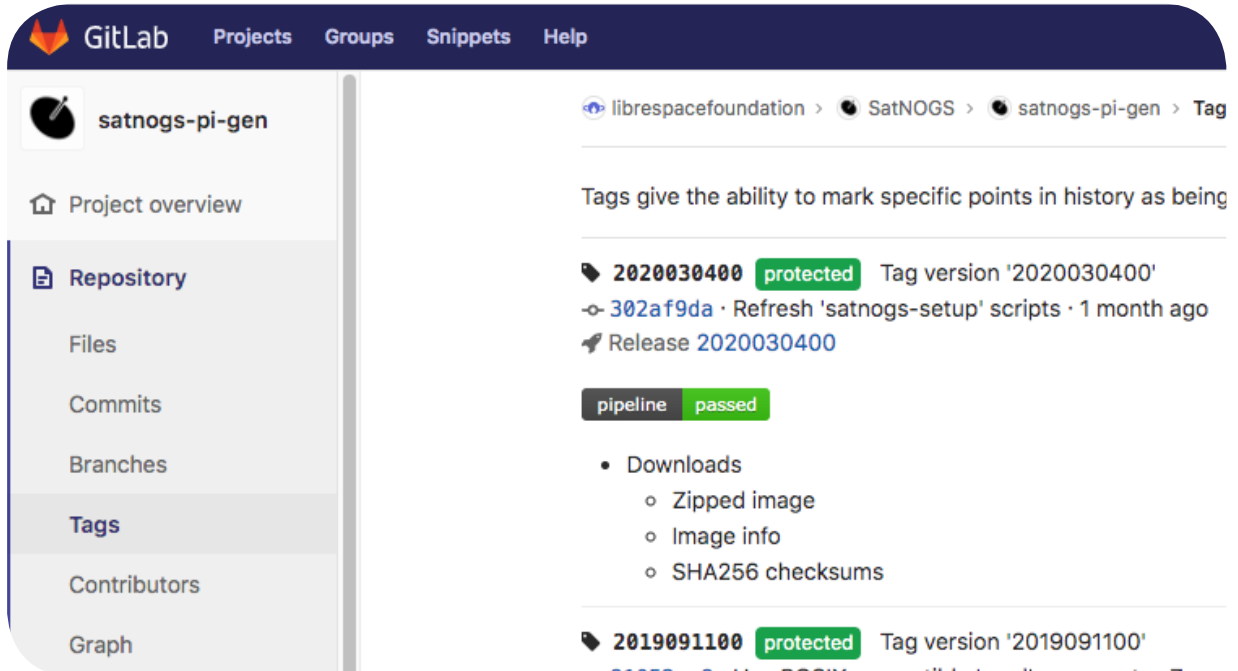 GitLab Projects Groups Snippets Help
satnogs-pi-gen
Project overview
Repository
Files
Commits
Branches
Tags
Contributors
Graph
librespacefoundation > SatNOGS > satnogs-pi-gen > Tag
Tags give the ability to mark specific points in history as being
2020030400 protected Tag version '2020030400'
302af9da · Refresh 'satnogs-setup' scripts · 1 month ago
Release 2020030400
pipeline passed
• Downloads
Zipped image
Image info
SHA256 checksums
2019091100 protected Tag version '2019091100'